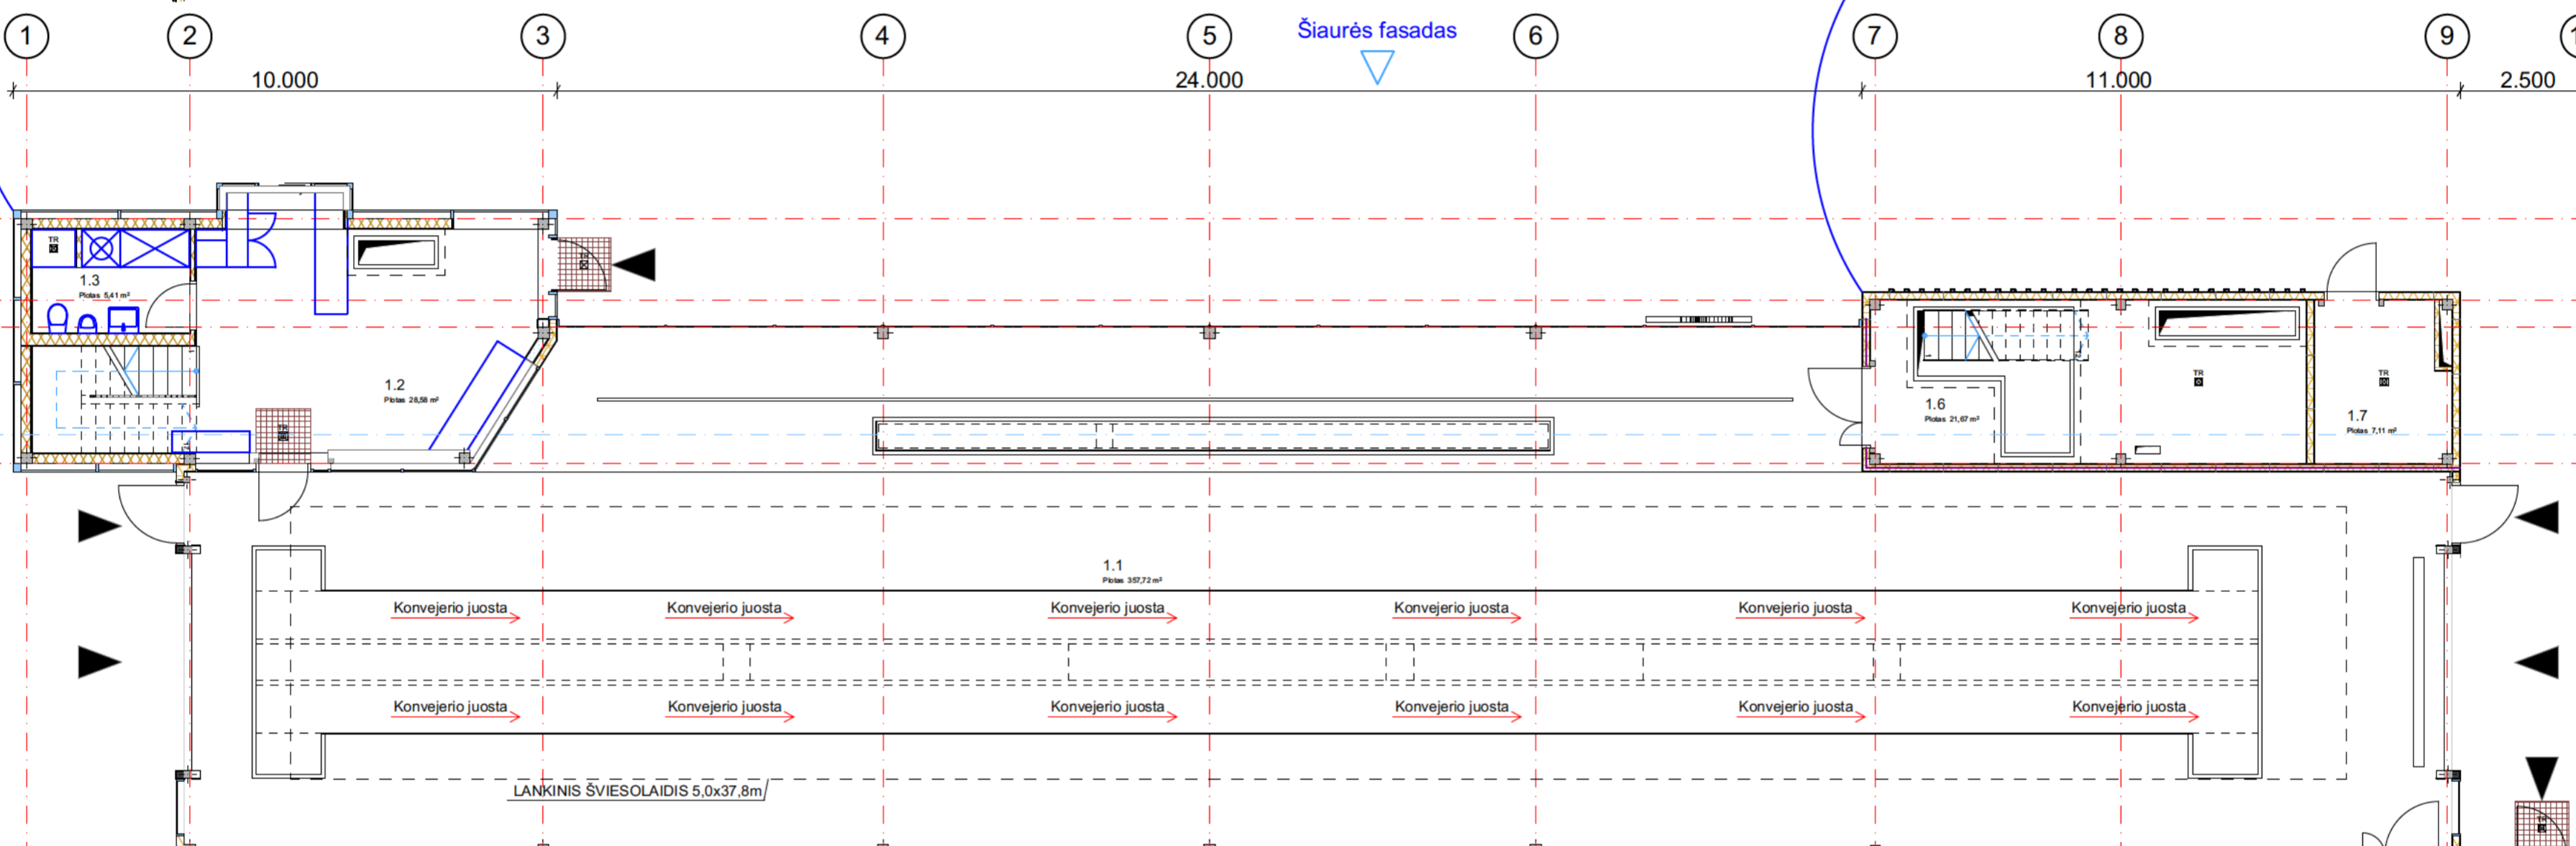 1 2 3 4 5 6 7 8 9
Šiaurės fasadas
10.000 24.000 11.000 2.500
TR
TR
1.3
Plotas 5,41 m²
1.2
Plotas 28,58 m²
TR
TR
TR
1.6
Plotas 21,67 m²
1.7
Plotas 7,11 m²
1.1
Plotas 357,72 m²
Konvejerio juosta Konvejerio juosta Konvejerio juosta Konvejerio juosta Konvejerio juosta Konvejerio juosta
Konvejerio juosta Konvejerio juosta Konvejerio juosta Konvejerio juosta Konvejerio juosta Konvejerio juosta
LANKINIS ŠVIESOLAIDIS 5,0x37,8m